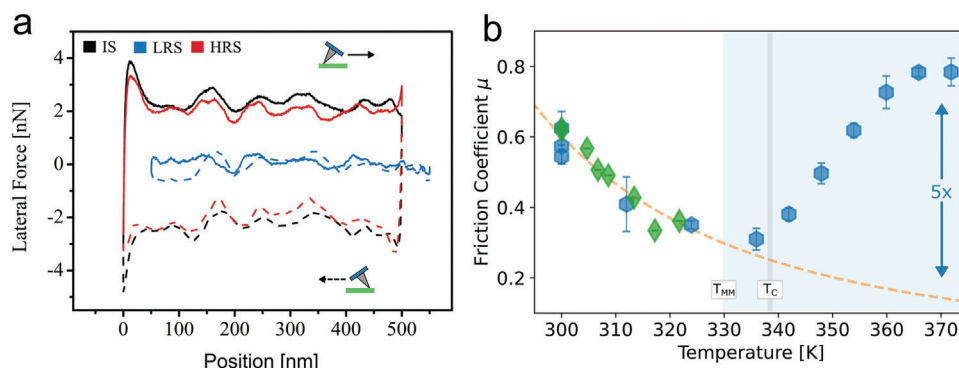 a
IS LRS HRS
4
2
0
-2
-4
Lateral Force [nN]
0 100 200 300 400 500
Position [nm]
b
0.8
0.6
0.4
0.2
Friction Coefficient μ
5x
T_MM T_C
300 310 320 330 340 350 360 370
Temperature [K]